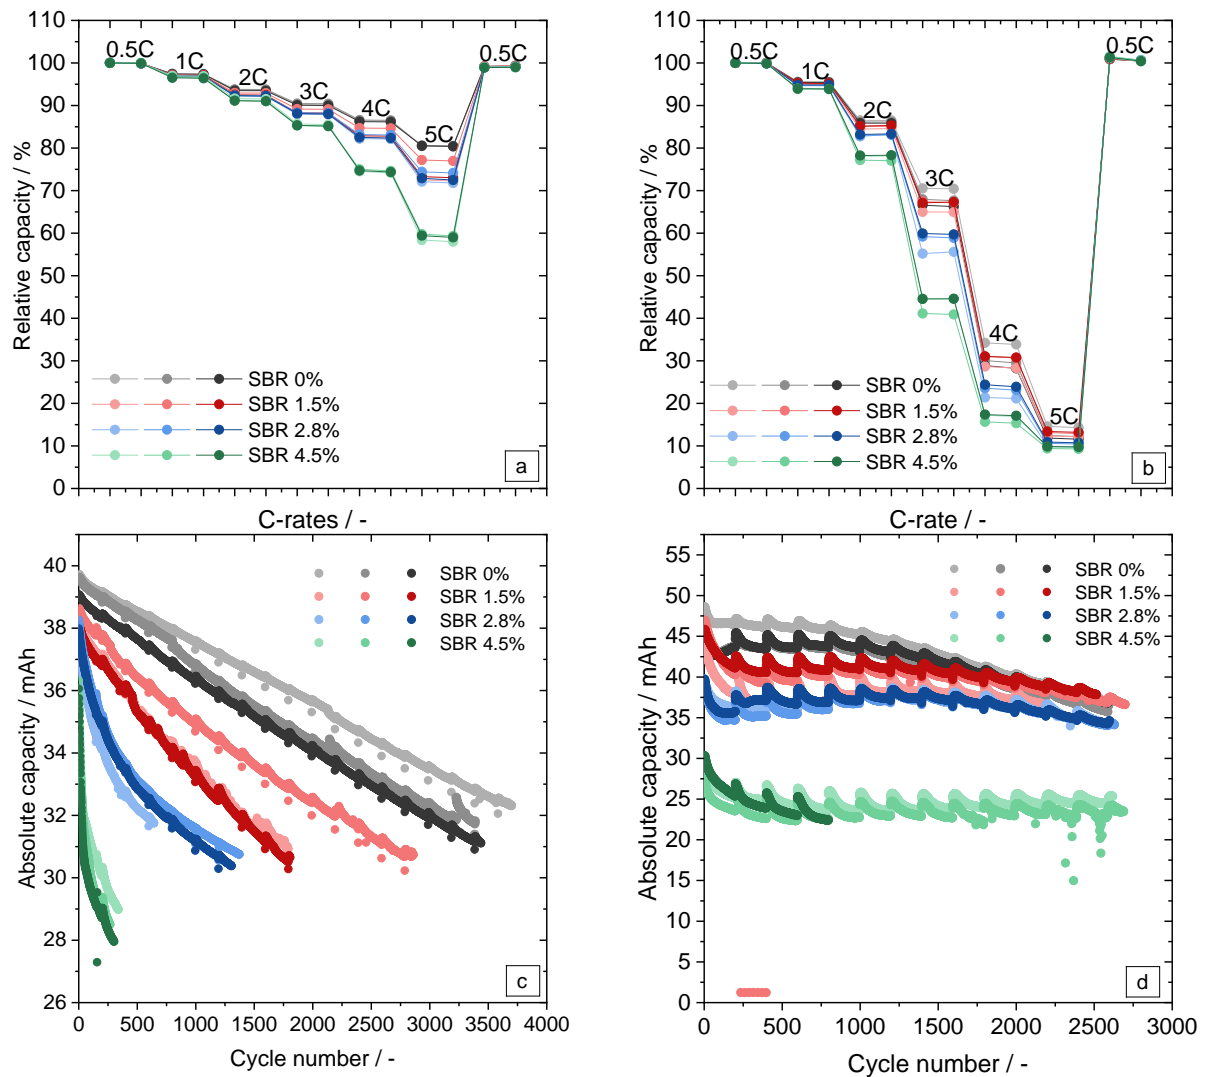 110
100
90
80
70
60
50
40
30
20
10
0
Relative capacity / %
0.5C
1C
2C
3C
4C
5C
0.5C
SBR 0%
SBR 1.5%
SBR 2.8%
SBR 4.5%
a
C-rates / -
110
100
90
80
70
60
50
40
30
20
10
0
Relative capacity / %
0.5C
1C
2C
3C
4C
5C
0.5C
SBR 0%
SBR 1.5%
SBR 2.8%
SBR 4.5%
b
C-rate / -
40
38
36
34
32
30
28
26
Absolute capacity / mAh
SBR 0%
SBR 1.5%
SBR 2.8%
SBR 4.5%
c
0 500 1000 1500 2000 2500 3000 3500 4000
Cycle number / -
55
50
45
40
35
30
25
20
15
10
5
0
Absolute capacity / mAh
SBR 0%
SBR 1.5%
SBR 2.8%
SBR 4.5%
d
0 500 1000 1500 2000 2500 3000
Cycle number / -